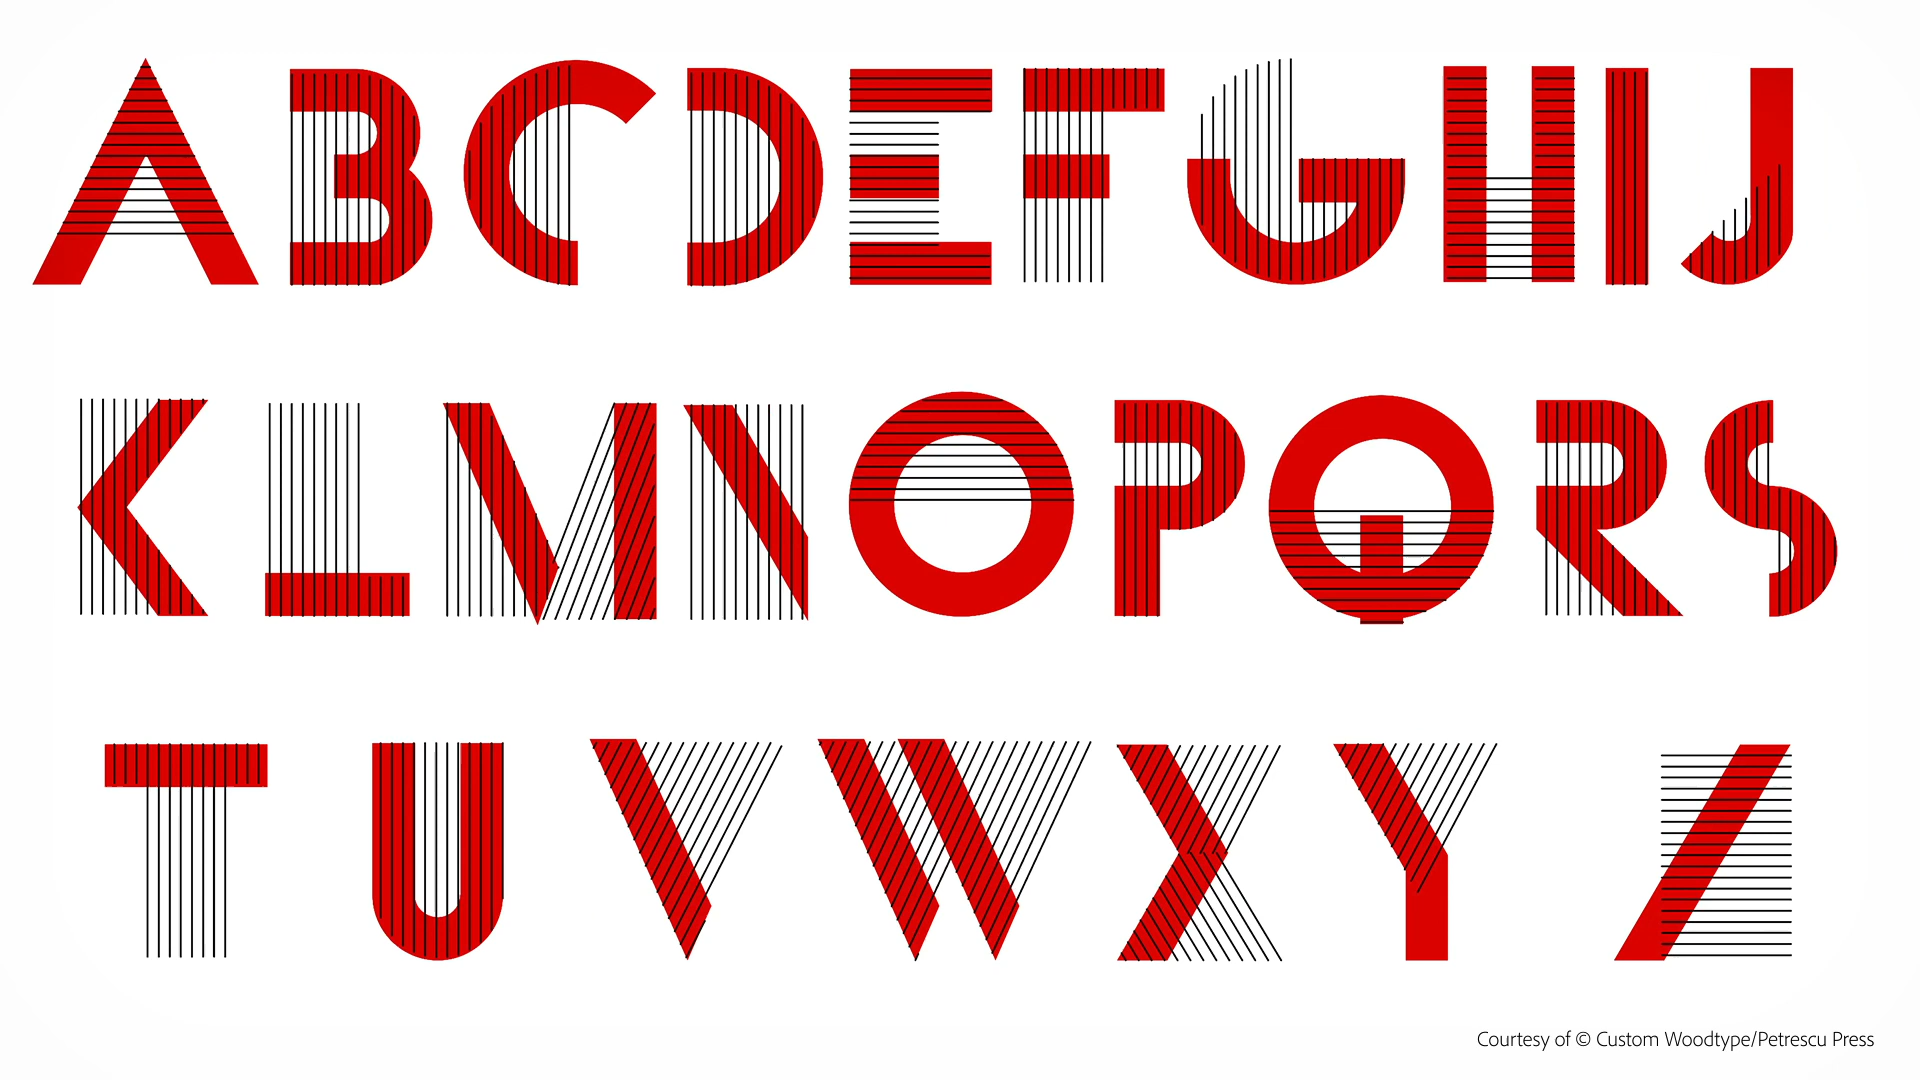 ABCDEFGHIJ
KLMNOPQRS
TUVWXYZ
Courtesy of © Custom Woodtype/Petrescu Press